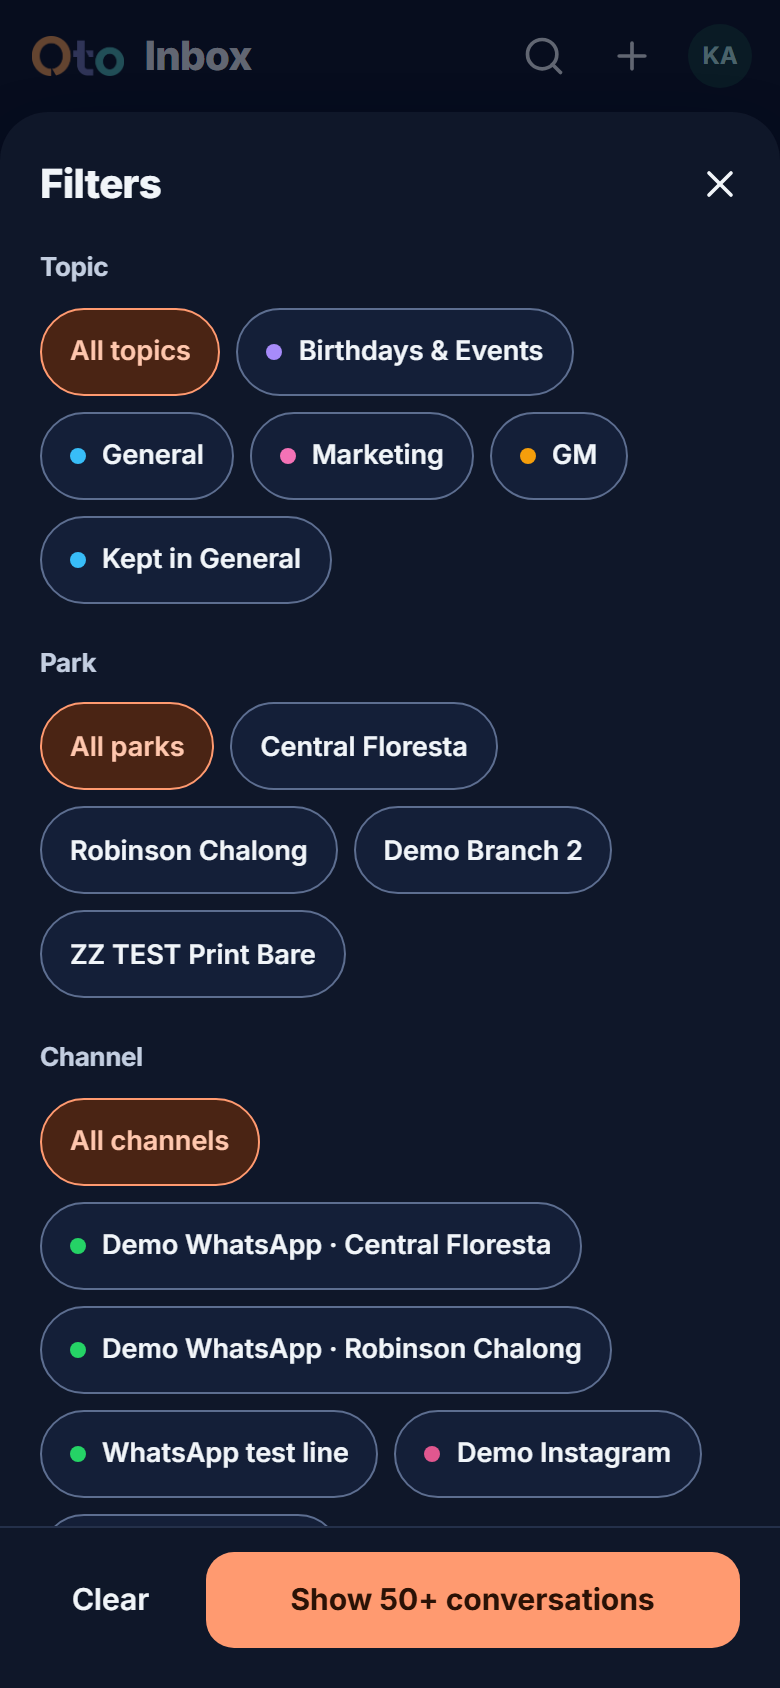 Oto Inbox KA
Filters
Topic
All topics Birthdays & Events
General Marketing GM
Kept in General
Park
All parks Central Floresta
Robinson Chalong Demo Branch 2
ZZ TEST Print Bare
Channel
All channels
Demo WhatsApp · Central Floresta
Demo WhatsApp · Robinson Chalong
WhatsApp test line Demo Instagram
Clear Show 50+ conversations